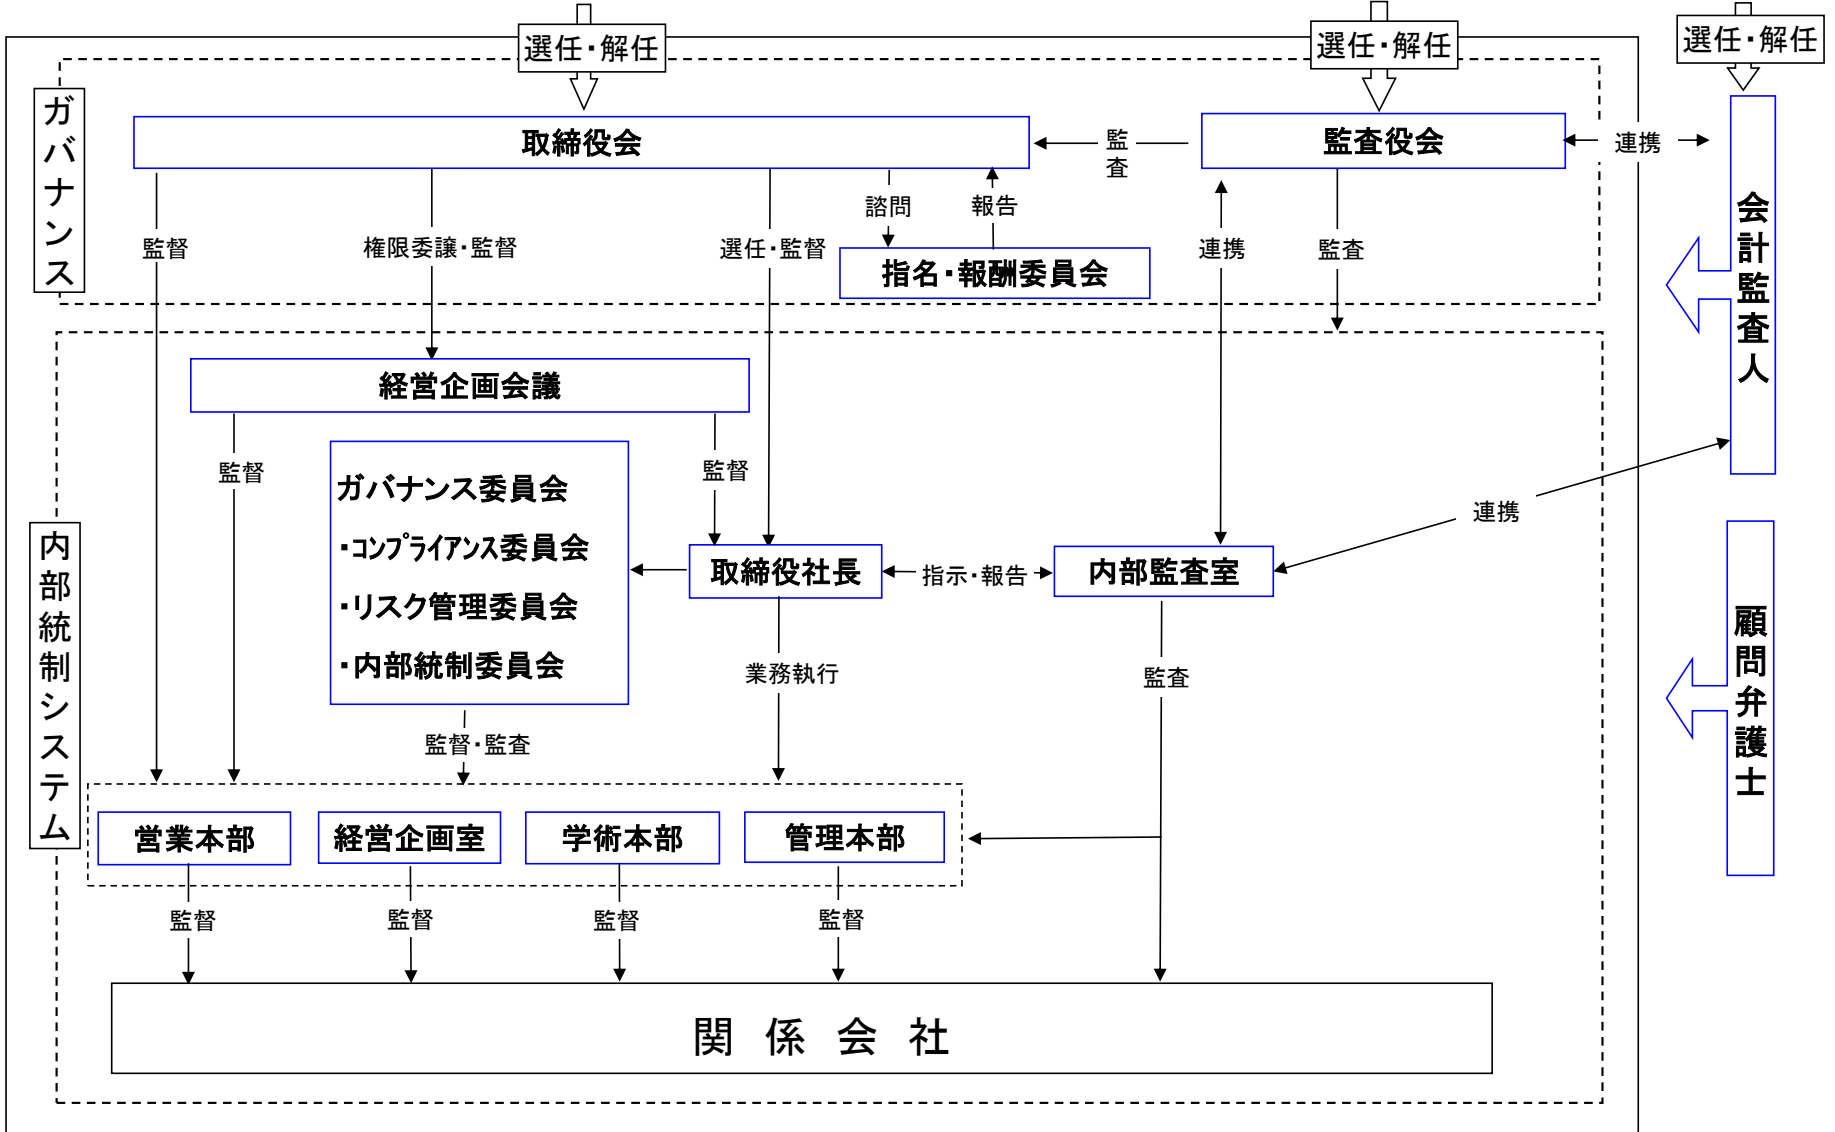 選任・解任
選任・解任
選任・解任
ガバナンス
取締役会
監査
監査役会
連携
会計監査人
監督
権限委譲・監督
選任・監督
諮問
報告
指名・報酬委員会
連携
監査
経営企画会議
監督
監督
ガバナンス委員会
・コンプライアンス委員会
・リスク管理委員会
・内部統制委員会
取締役社長
指示・報告
内部監査室
連携
内部統制システム
業務執行
監査
監督・監査
顧問弁護士
営業本部
経営企画室
学術本部
管理本部
監督
監督
監督
監督
関係会社